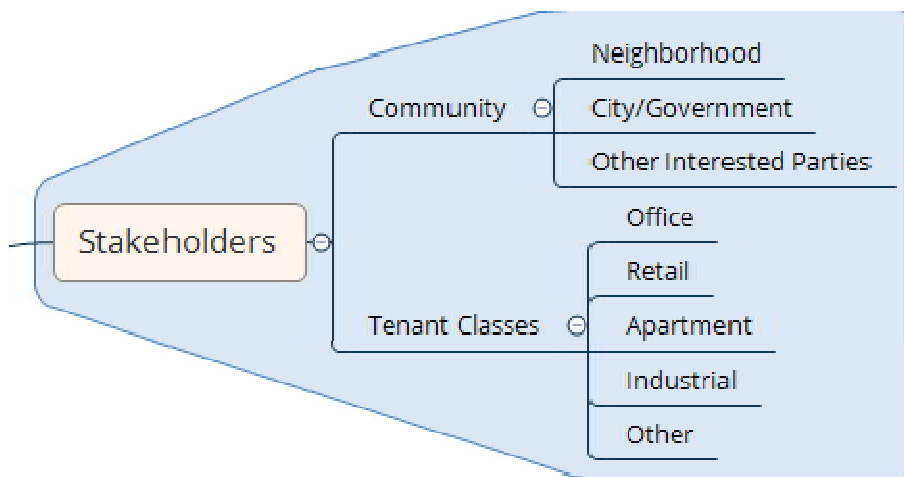 Stakeholders
Community
Neighborhood
City/Government
Other Interested Parties
Tenant Classes
Office
Retail
Apartment
Industrial
Other